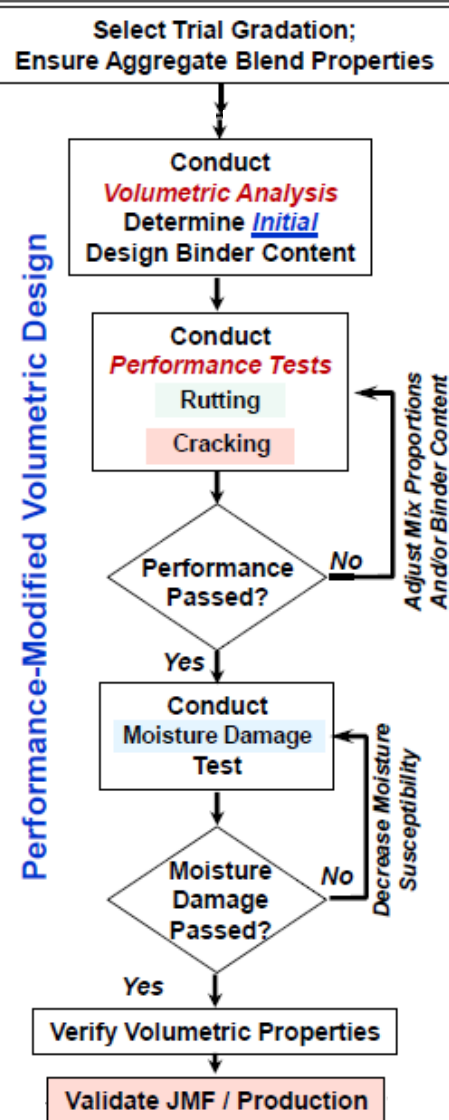 Select Trial Gradation;
Ensure Aggregate Blend Properties
Performance-Modified Volumetric Design
Conduct
Volumetric Analysis
Determine Initial
Design Binder Content
Conduct
Performance Tests
Rutting
Cracking
Adjust Mix Proportions
And/or Binder Content
Performance
Passed?
No
Yes
Conduct
Moisture Damage
Test
Decrease Moisture
Susceptibility
Moisture
Damage
Passed?
No
Yes
Verify Volumetric Properties
Validate JMF / Production